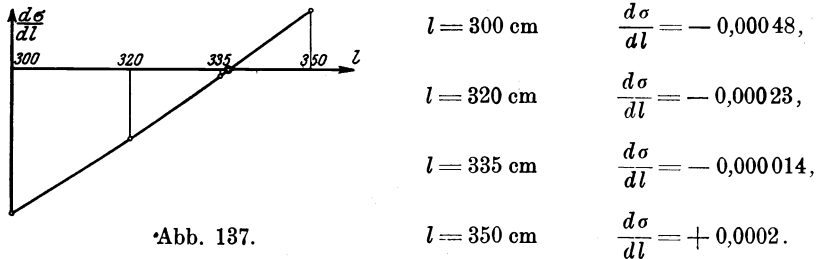 dσ/dl
300 320 335 350 l
Abb. 137.
l = 300 cm dσ/dl = − 0,00048,
l = 320 cm dσ/dl = − 0,00023,
l = 335 cm dσ/dl = − 0,000014,
l = 350 cm dσ/dl = + 0,0002.